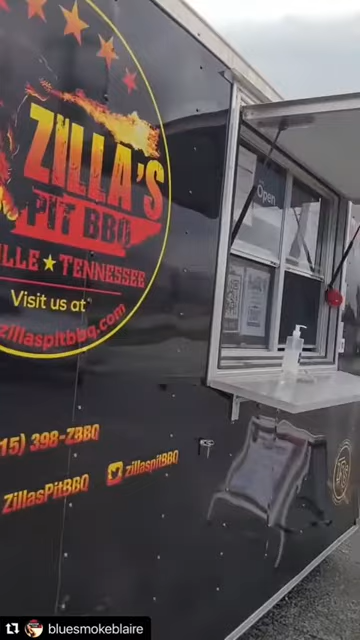 ZILLA'S
PIT BBQ
LLE ★ TENNESSEE
Visit us at
zillaspitbbq.com
Open
15) 398-ZBBQ
ZillasPitBBQ
zillaspitBBQ
bluesmokeblaire